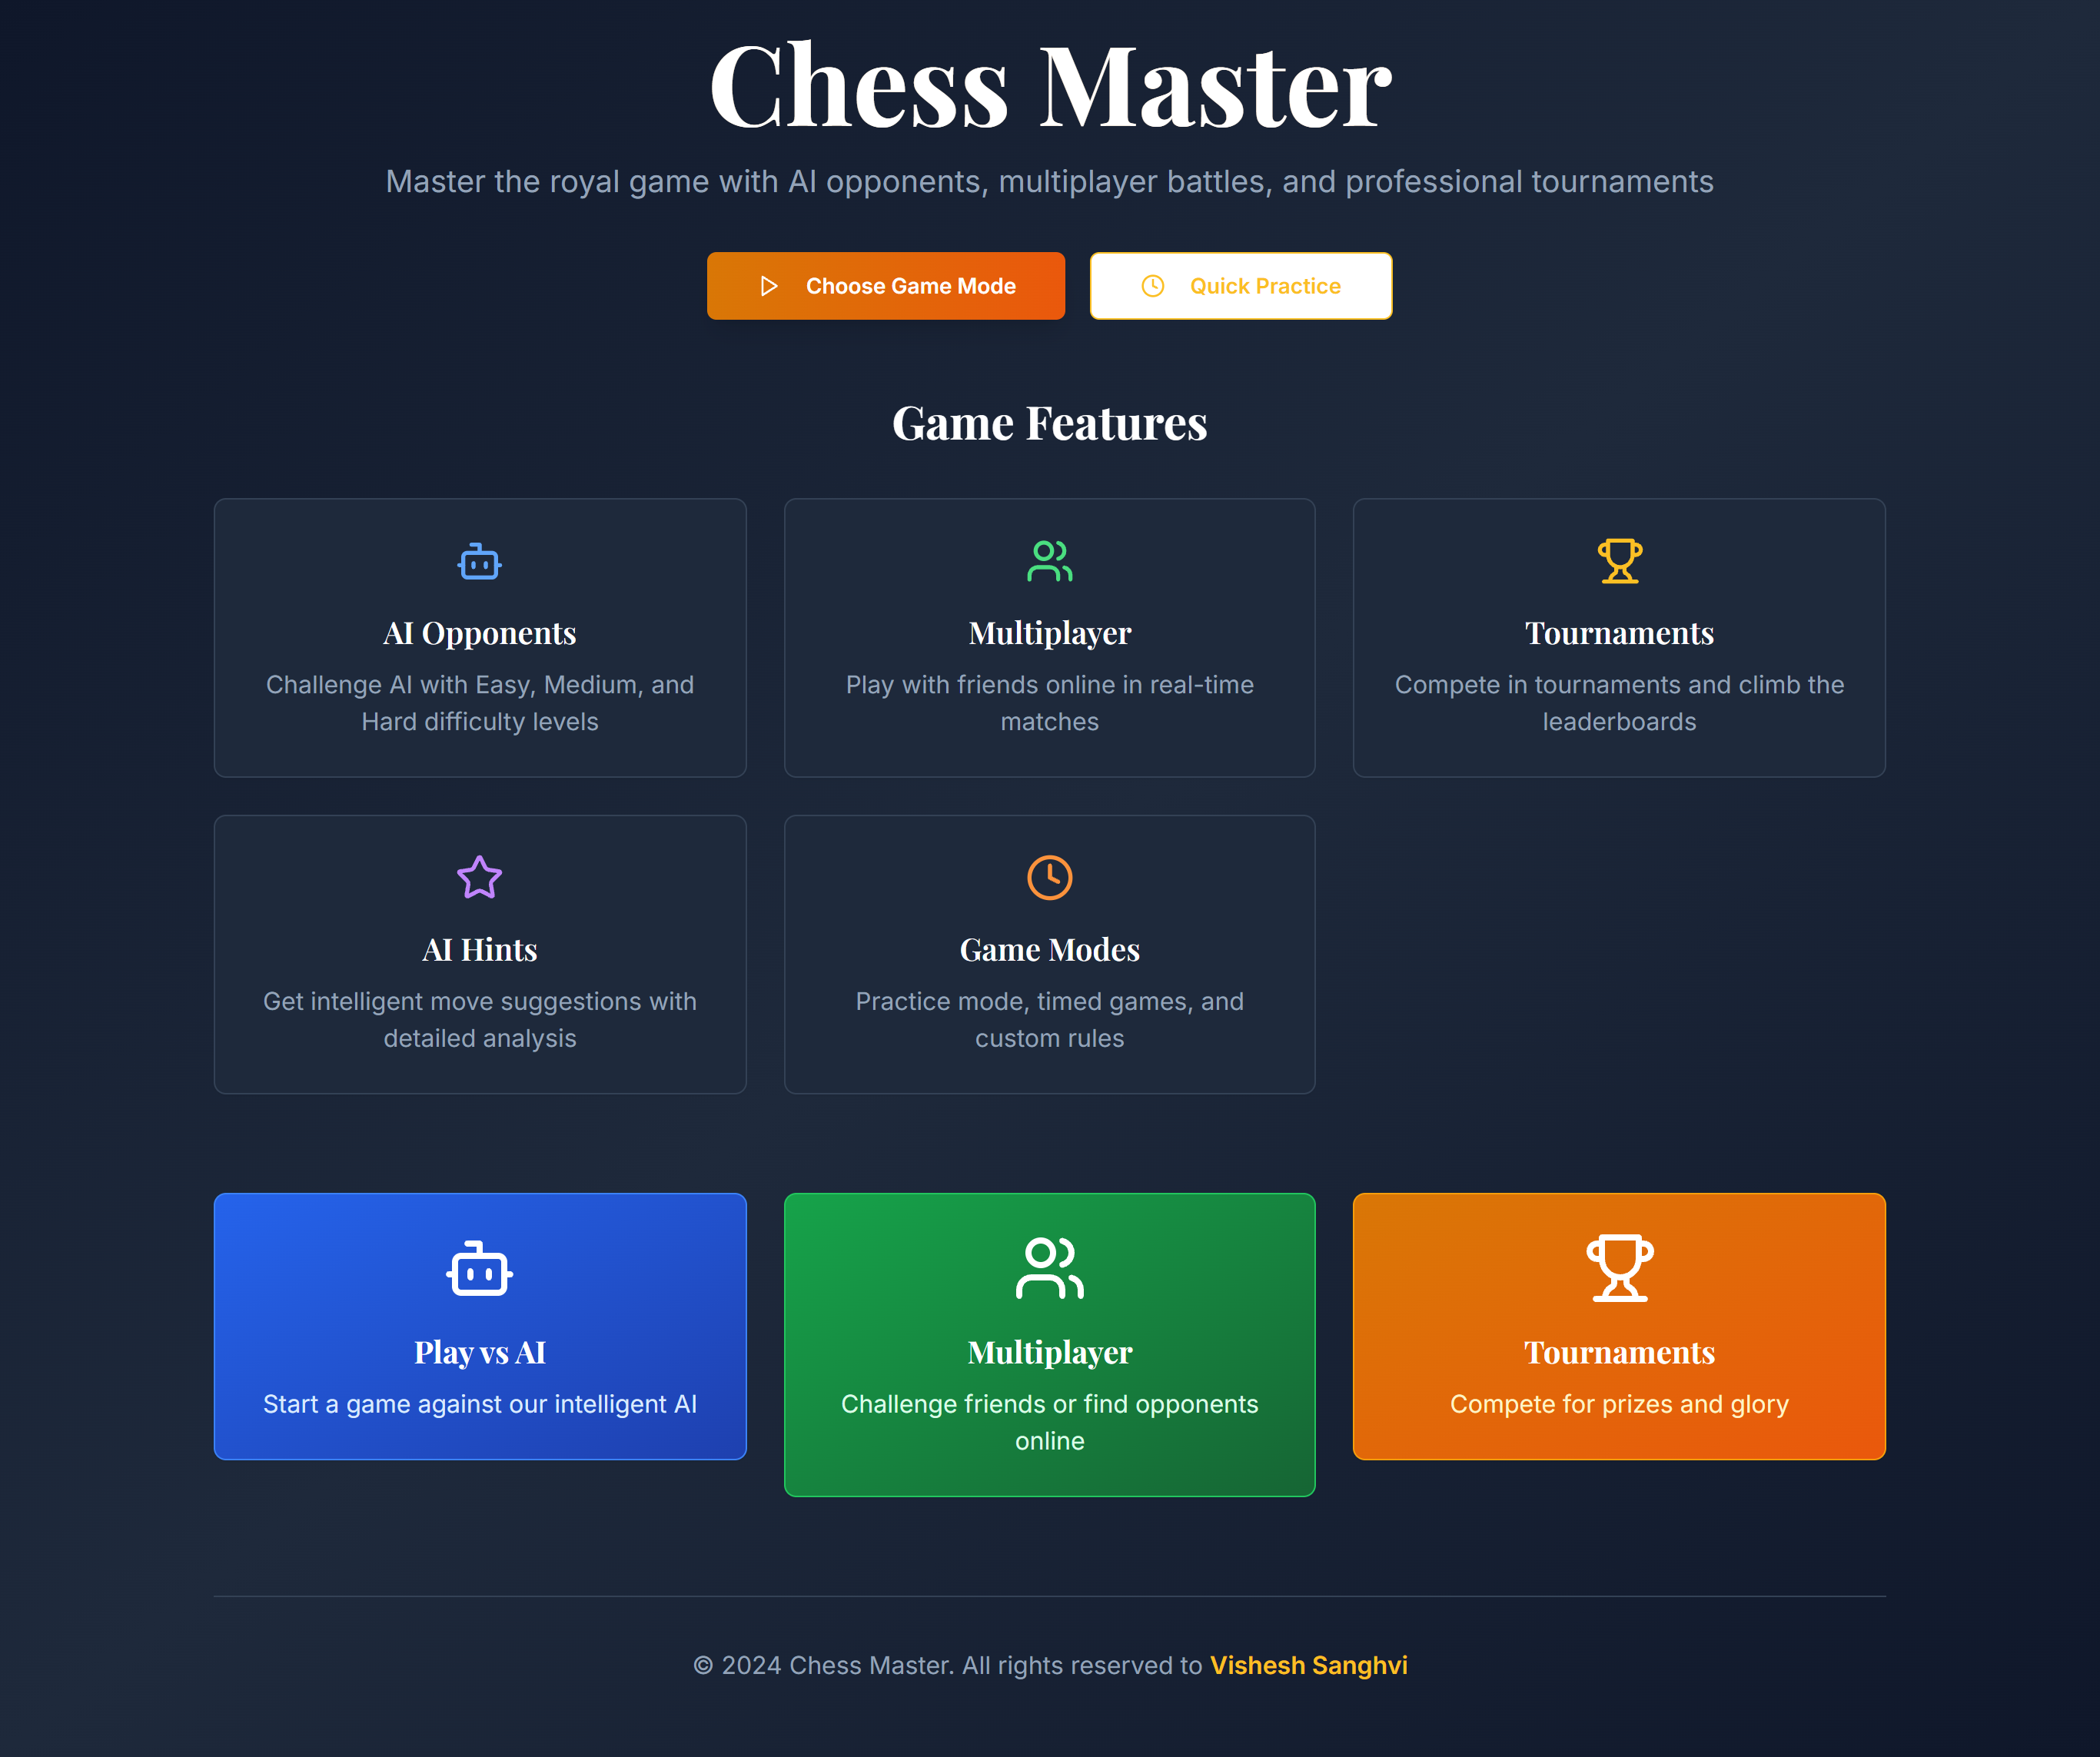 Chess Master
Master the royal game with AI opponents, multiplayer battles, and professional tournaments
Choose Game Mode
Quick Practice
Game Features
AI Opponents
Challenge AI with Easy, Medium, and
Hard difficulty levels
Multiplayer
Play with friends online in real-time
matches
Tournaments
Compete in tournaments and climb the
leaderboards
AI Hints
Get intelligent move suggestions with
detailed analysis
Game Modes
Practice mode, timed games, and
custom rules
Play vs AI
Start a game against our intelligent AI
Multiplayer
Challenge friends or find opponents
online
Tournaments
Compete for prizes and glory
© 2024 Chess Master. All rights reserved to Vishesh Sanghvi